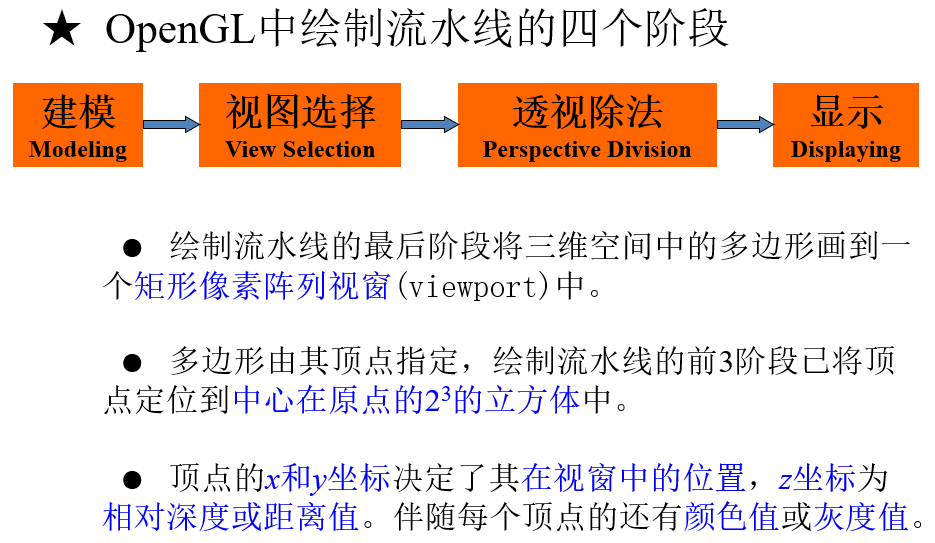 ★ OpenGL中绘制流水线的四个阶段
建模 视图选择 透视除法 显示
Modeling View Selection Perspective Division Displaying
● 绘制流水线的最后阶段将三维空间中的多边形画到一
个矩形像素阵列视窗(viewport)中。
● 多边形由其顶点指定，绘制流水线的前3阶段已将顶
点定位到中心在原点的2³的立方体中。
● 顶点的x和y坐标决定了其在视窗中的位置，z坐标为
相对深度或距离值。伴随每个顶点的还有颜色值或灰度值。